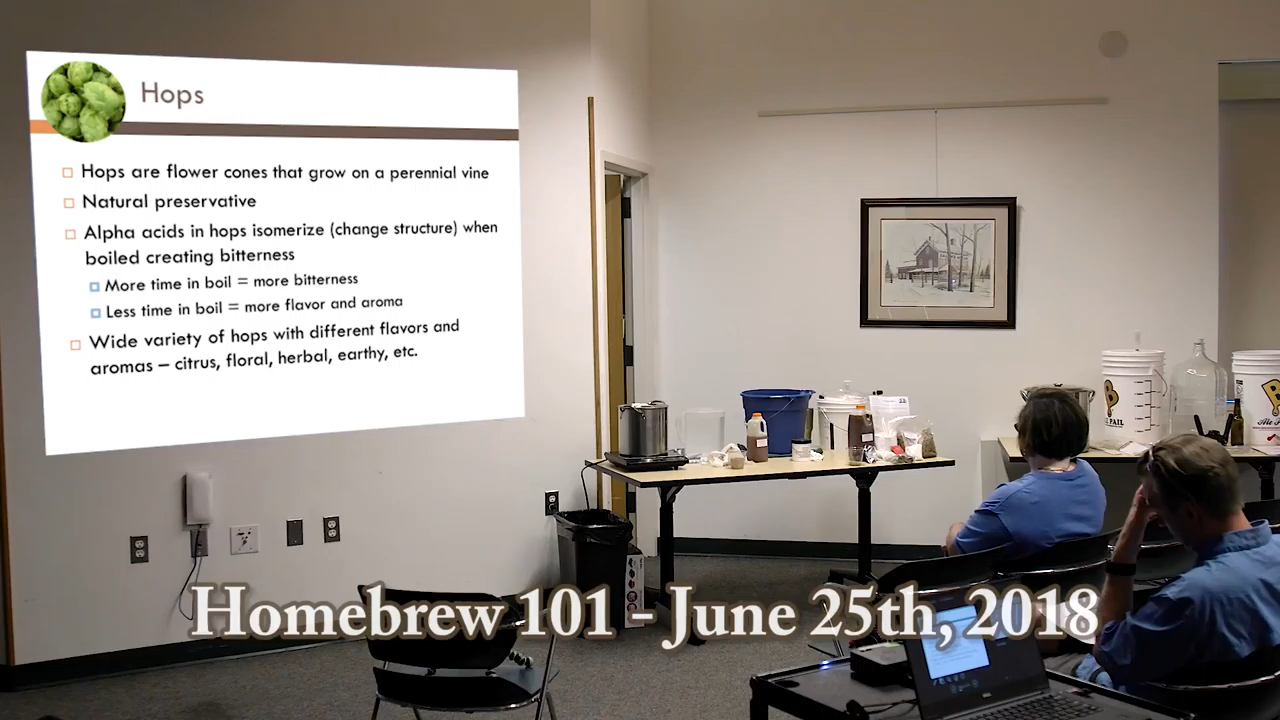 Hops
Hops are flower cones that grow on a perennial vine
Natural preservative
Alpha acids in hops isomerize (change structure) when
boiled creating bitterness
More time in boil = more bitterness
Less time in boil = more flavor and aroma
Wide variety of hops with different flavors and
aromas – citrus, floral, herbal, earthy, etc.
Homebrew 101 - June 25th, 2018